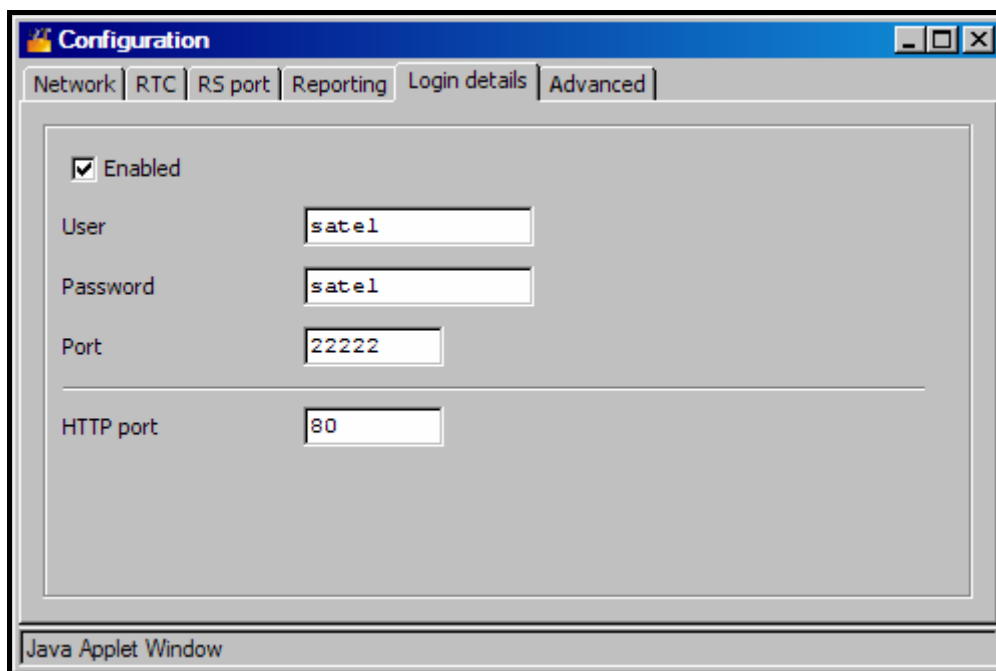 Configuration
Network RTC RS port Reporting Login details Advanced
Enabled
User satel
Password satel
Port 22222
HTTP port 80
Java Applet Window